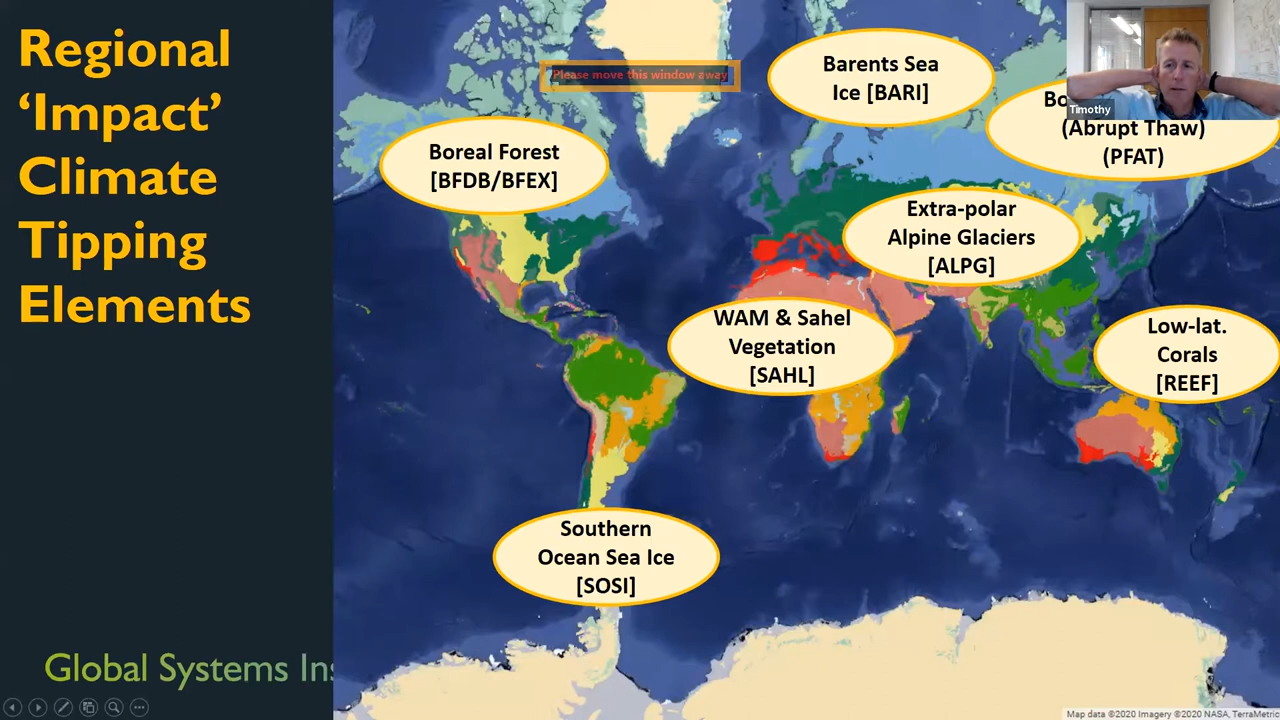 Regional
‘Impact’
Climate
Tipping
Elements
Please move this window away
Barents Sea
Ice [BARI]
Timothy
(Abrupt Thaw)
(PFAT)
Boreal Forest
[BFDB/BFEX]
Extra-polar
Alpine Glaciers
[ALPG]
WAM & Sahel
Vegetation
[SAHL]
Low-lat.
Corals
[REEF]
Southern
Ocean Sea Ice
[SOSI]
Global Systems Ins
Map data ©2020 Imagery ©2020 NASA, TerraMetric